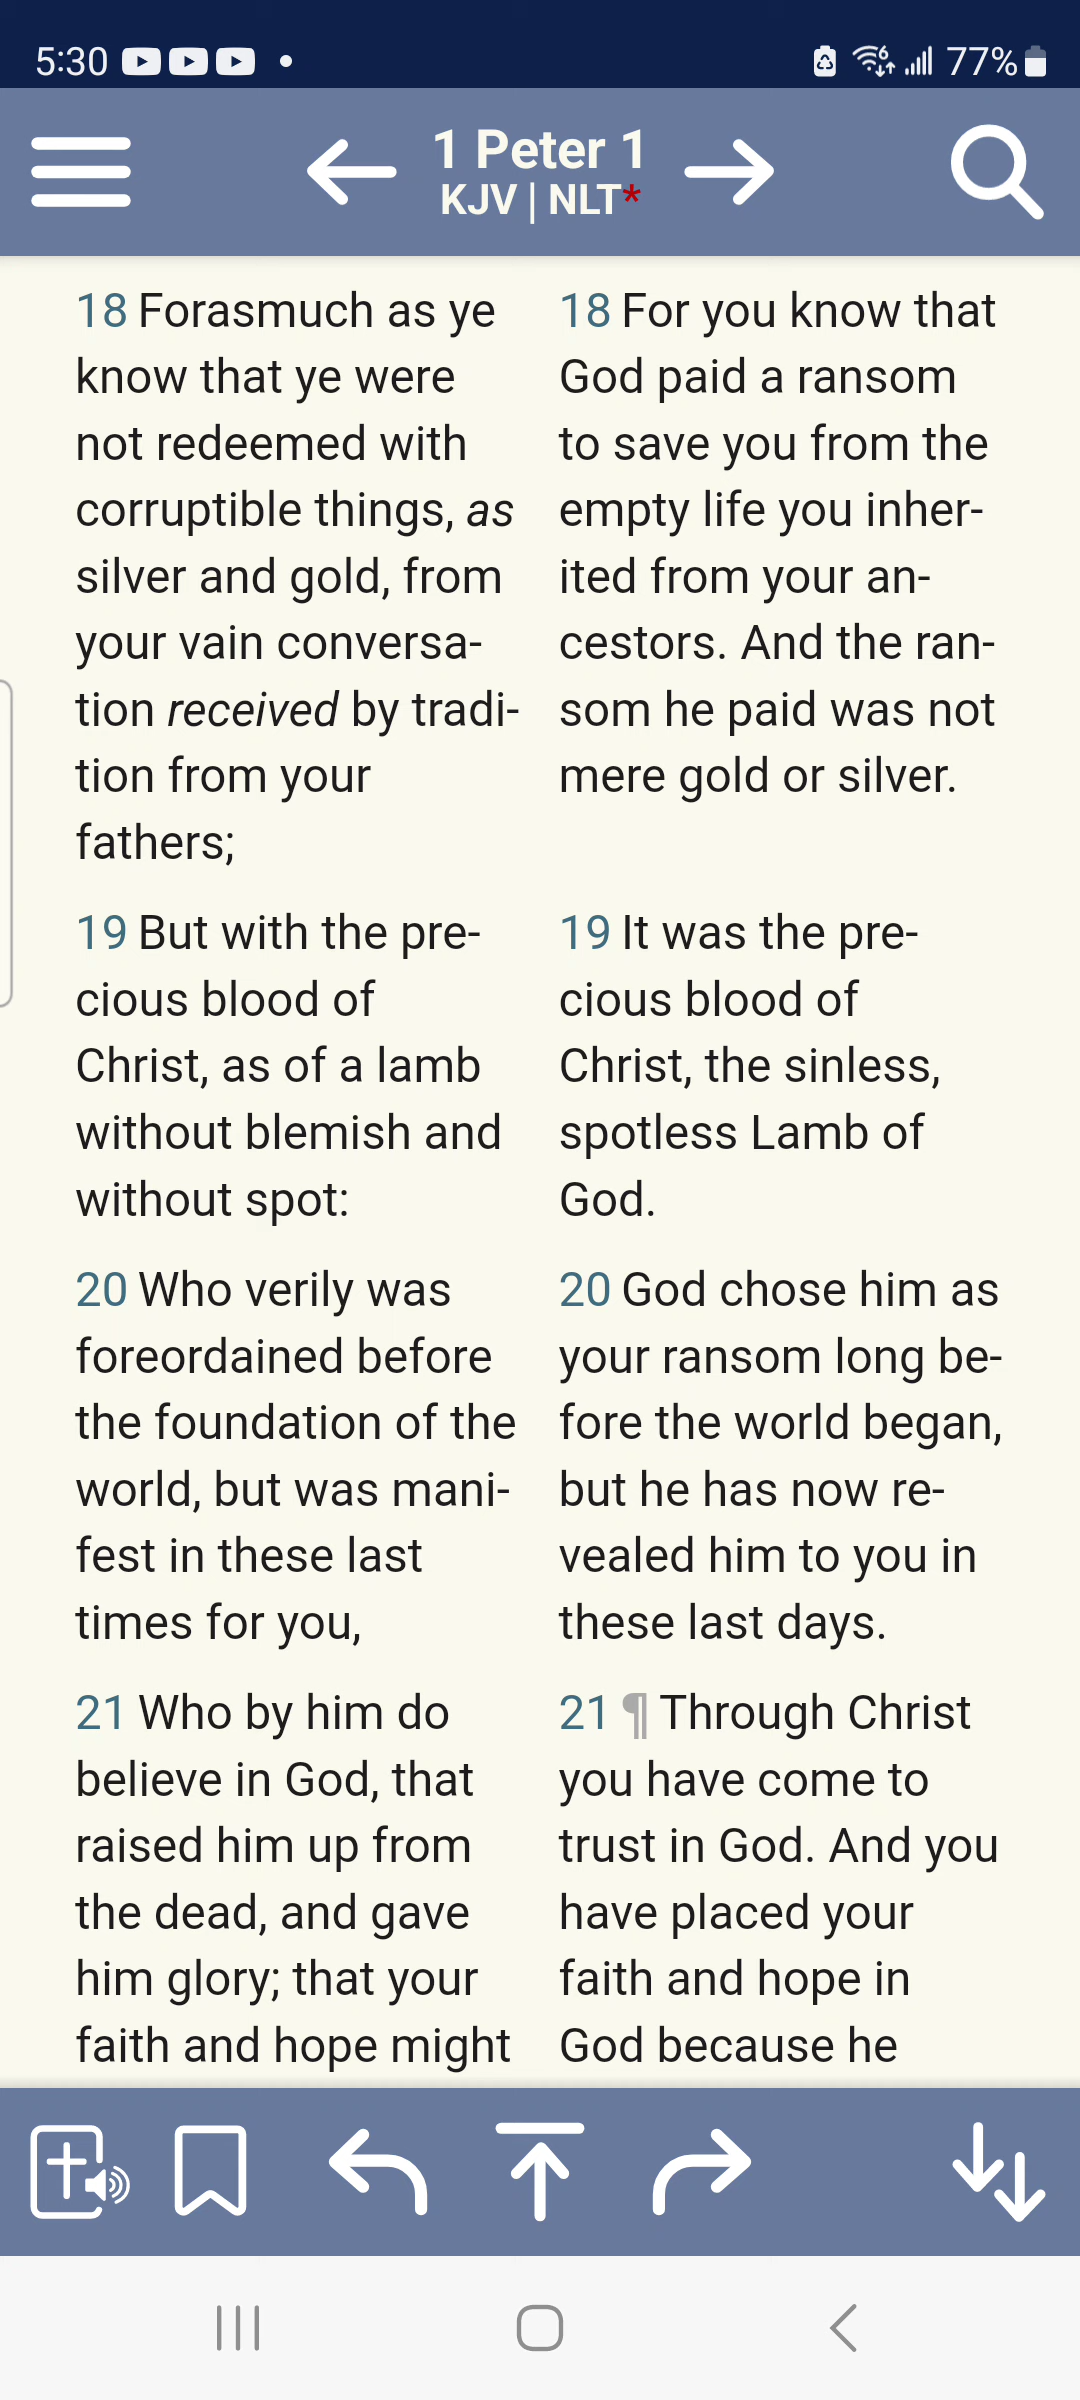 5:30
77%
1 Peter 1
KJV | NLT*
18 Forasmuch as ye
know that ye were
not redeemed with
corruptible things, as
silver and gold, from
your vain conversa-
tion received by tradi-
tion from your
fathers;
18 For you know that
God paid a ransom
to save you from the
empty life you inher-
ited from your an-
cestors. And the ran-
som he paid was not
mere gold or silver.
19 But with the pre-
cious blood of
Christ, as of a lamb
without blemish and
without spot:
19 It was the pre-
cious blood of
Christ, the sinless,
spotless Lamb of
God.
20 Who verily was
foreordained before
the foundation of the
world, but was mani-
fest in these last
times for you,
20 God chose him as
your ransom long be-
fore the world began,
but he has now re-
vealed him to you in
these last days.
21 Who by him do
believe in God, that
raised him up from
the dead, and gave
him glory; that your
faith and hope might
21 ¶ Through Christ
you have come to
trust in God. And you
have placed your
faith and hope in
God because he